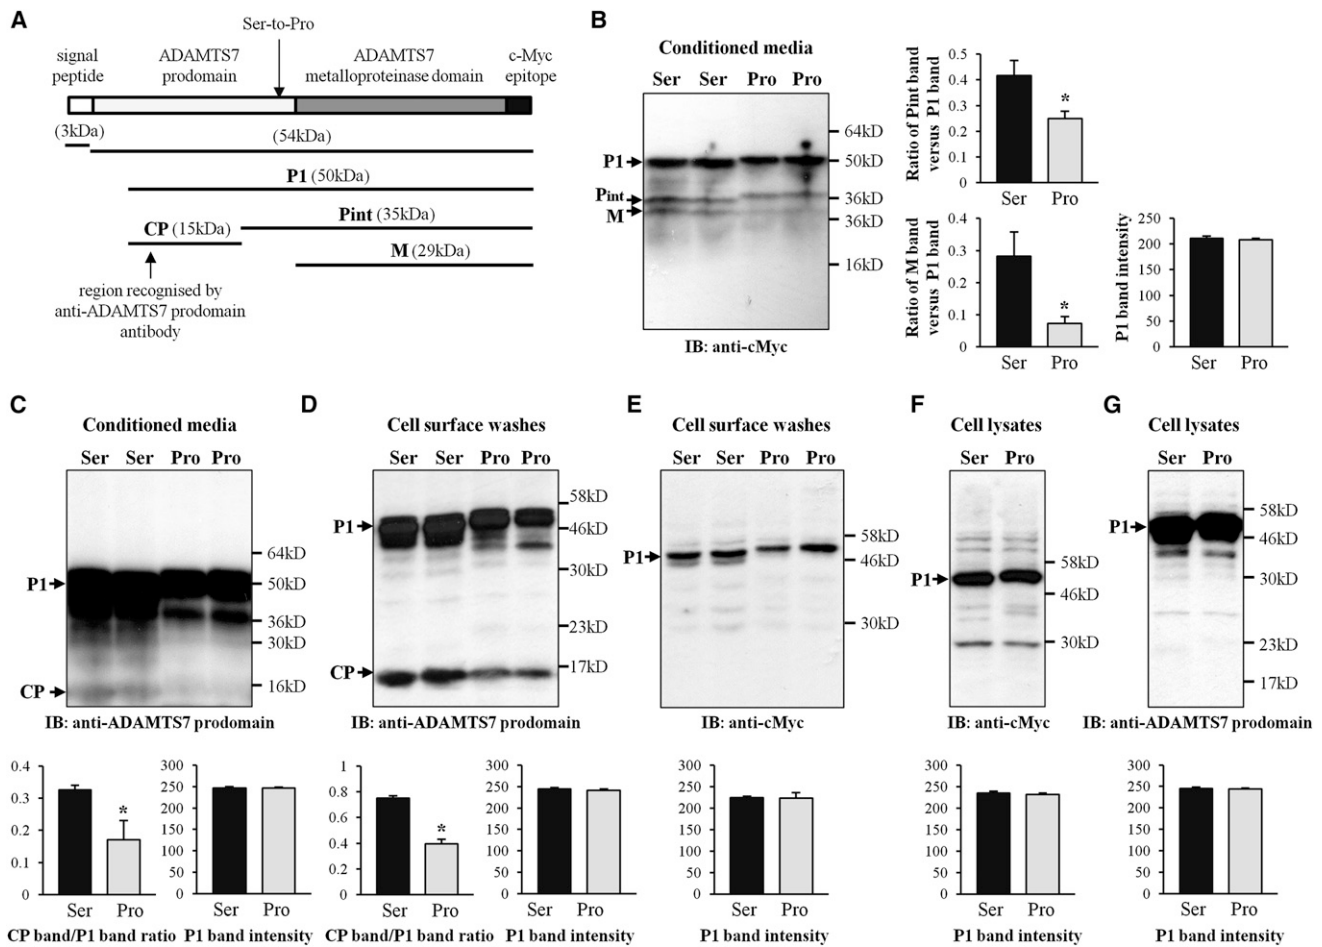 A
Ser-to-Pro
signal
peptide
ADAMTS7
prodomain
ADAMTS7
metalloproteinase domain
c-Myc
epitope
(3kDa)
(54kDa)
P1 (50kDa)
Pint (35kDa)
CP (15kDa)
M (29kDa)
region recognised by
anti-ADAMTS7 prodomain
antibody
B
Conditioned media
Ser Ser Pro Pro
P1
Pint
M
64kD
50kD
36kD
36kD
16kD
IB: anti-cMyc
Ratio of Pint band
versus P1 band
0.5
0.4
0.3
0.2
0.1
0
*
Ser Pro
Ratio of M band
versus P1 band
0.4
0.3
0.2
0.1
0
*
Ser Pro
P1 band intensity
250
200
150
100
50
0
Ser Pro
C
Conditioned media
Ser Ser Pro Pro
P1
CP
64kD
50kD
36kD
30kD
16kD
IB: anti-ADAMTS7 prodomain
0.4
0.3
0.2
0.1
0
*
Ser Pro
CP band/P1 band ratio
300
250
200
150
100
50
0
Ser Pro
P1 band intensity
D
Cell surface washes
Ser Ser Pro Pro
P1
CP
58kD
46kD
30kD
23kD
17kD
IB: anti-ADAMTS7 prodomain
1
0.8
0.6
0.4
0.2
0
*
Ser Pro
CP band/P1 band ratio
300
250
200
150
100
50
0
Ser Pro
P1 band intensity
E
Cell surface washes
Ser Ser Pro Pro
P1
58kD
46kD
30kD
IB: anti-cMyc
300
250
200
150
100
50
0
Ser Pro
P1 band intensity
F
Cell lysates
Ser Pro
P1
58kD
46kD
30kD
IB: anti-cMyc
300
250
200
150
100
50
0
Ser Pro
P1 band intensity
G
Cell lysates
Ser Pro
P1
58kD
46kD
30kD
23kD
17kD
IB: anti-ADAMTS7 prodomain
300
250
200
150
100
50
0
Ser Pro
P1 band intensity